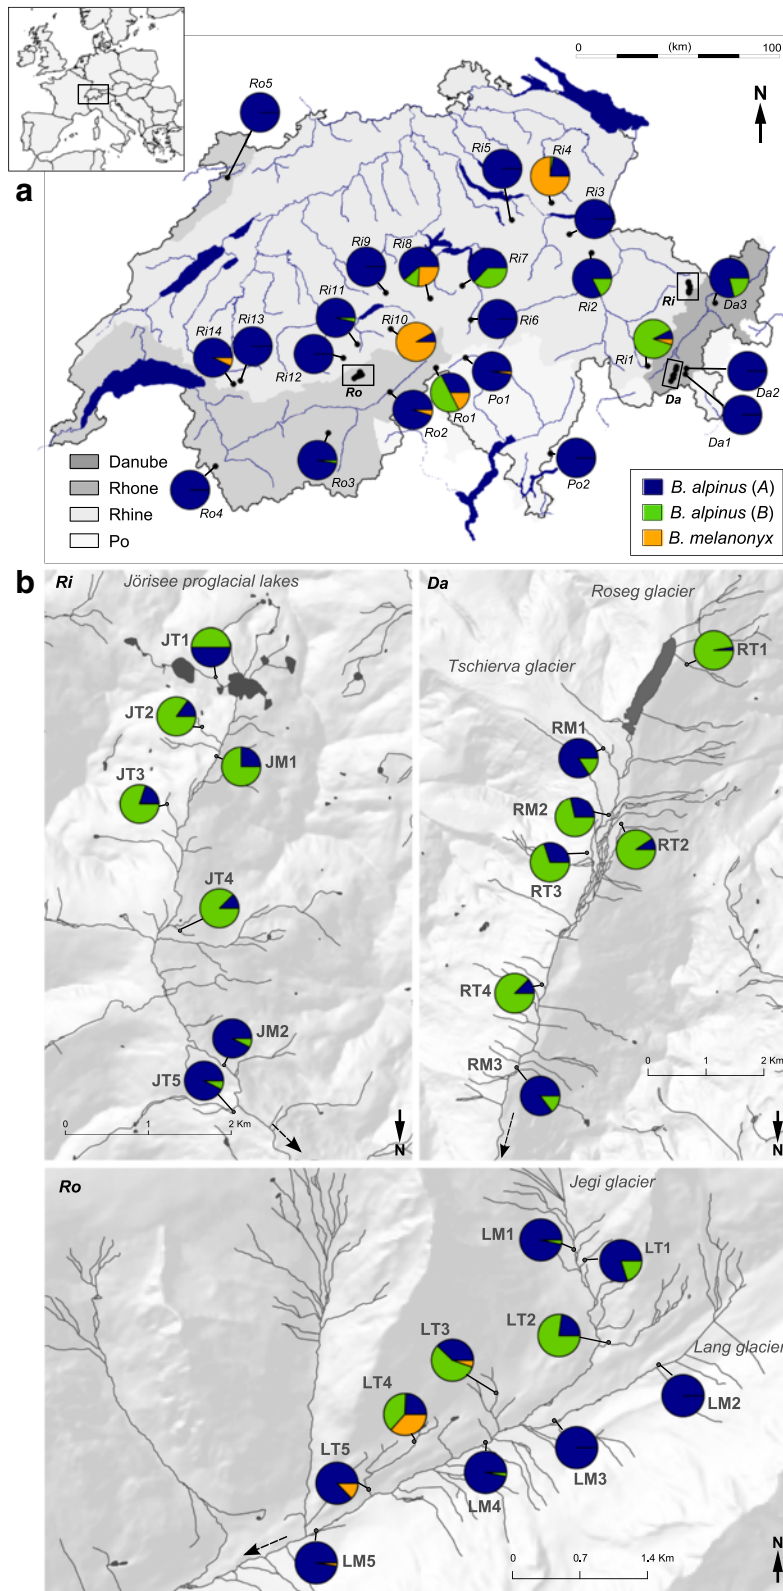 0 (km) 100
N
a
Ro5
Ri5
Ri4
Ri3
Ri9
Ri8
Ri7
Ri2
Ri
Da3
Ri11
Ri10
Ri6
Ri14
Ri13
Ri12
Ro
Ri1
Po1
Ro1
Ro2
Da
Da2
Da1
Ro3
Ro4
Po2
Danube
Rhone
Rhine
Po
B. alpinus (A)
B. alpinus (B)
B. melanonyx
b
Ri
Jörisee proglacial lakes
JT1
JT2
JM1
JT3
JT4
JM2
JT5
0 1 2 Km
N
Da
Roseg glacier
Tschierva glacier
RT1
RM1
RM2
RT2
RT3
RT4
RM3
0 1 2 Km
N
Ro
Jegi glacier
LM1
LT1
LT2
LT3
Lang glacier
LT4
LM2
LT5
LM3
LM4
LM5
0 0.7 1.4 Km
N